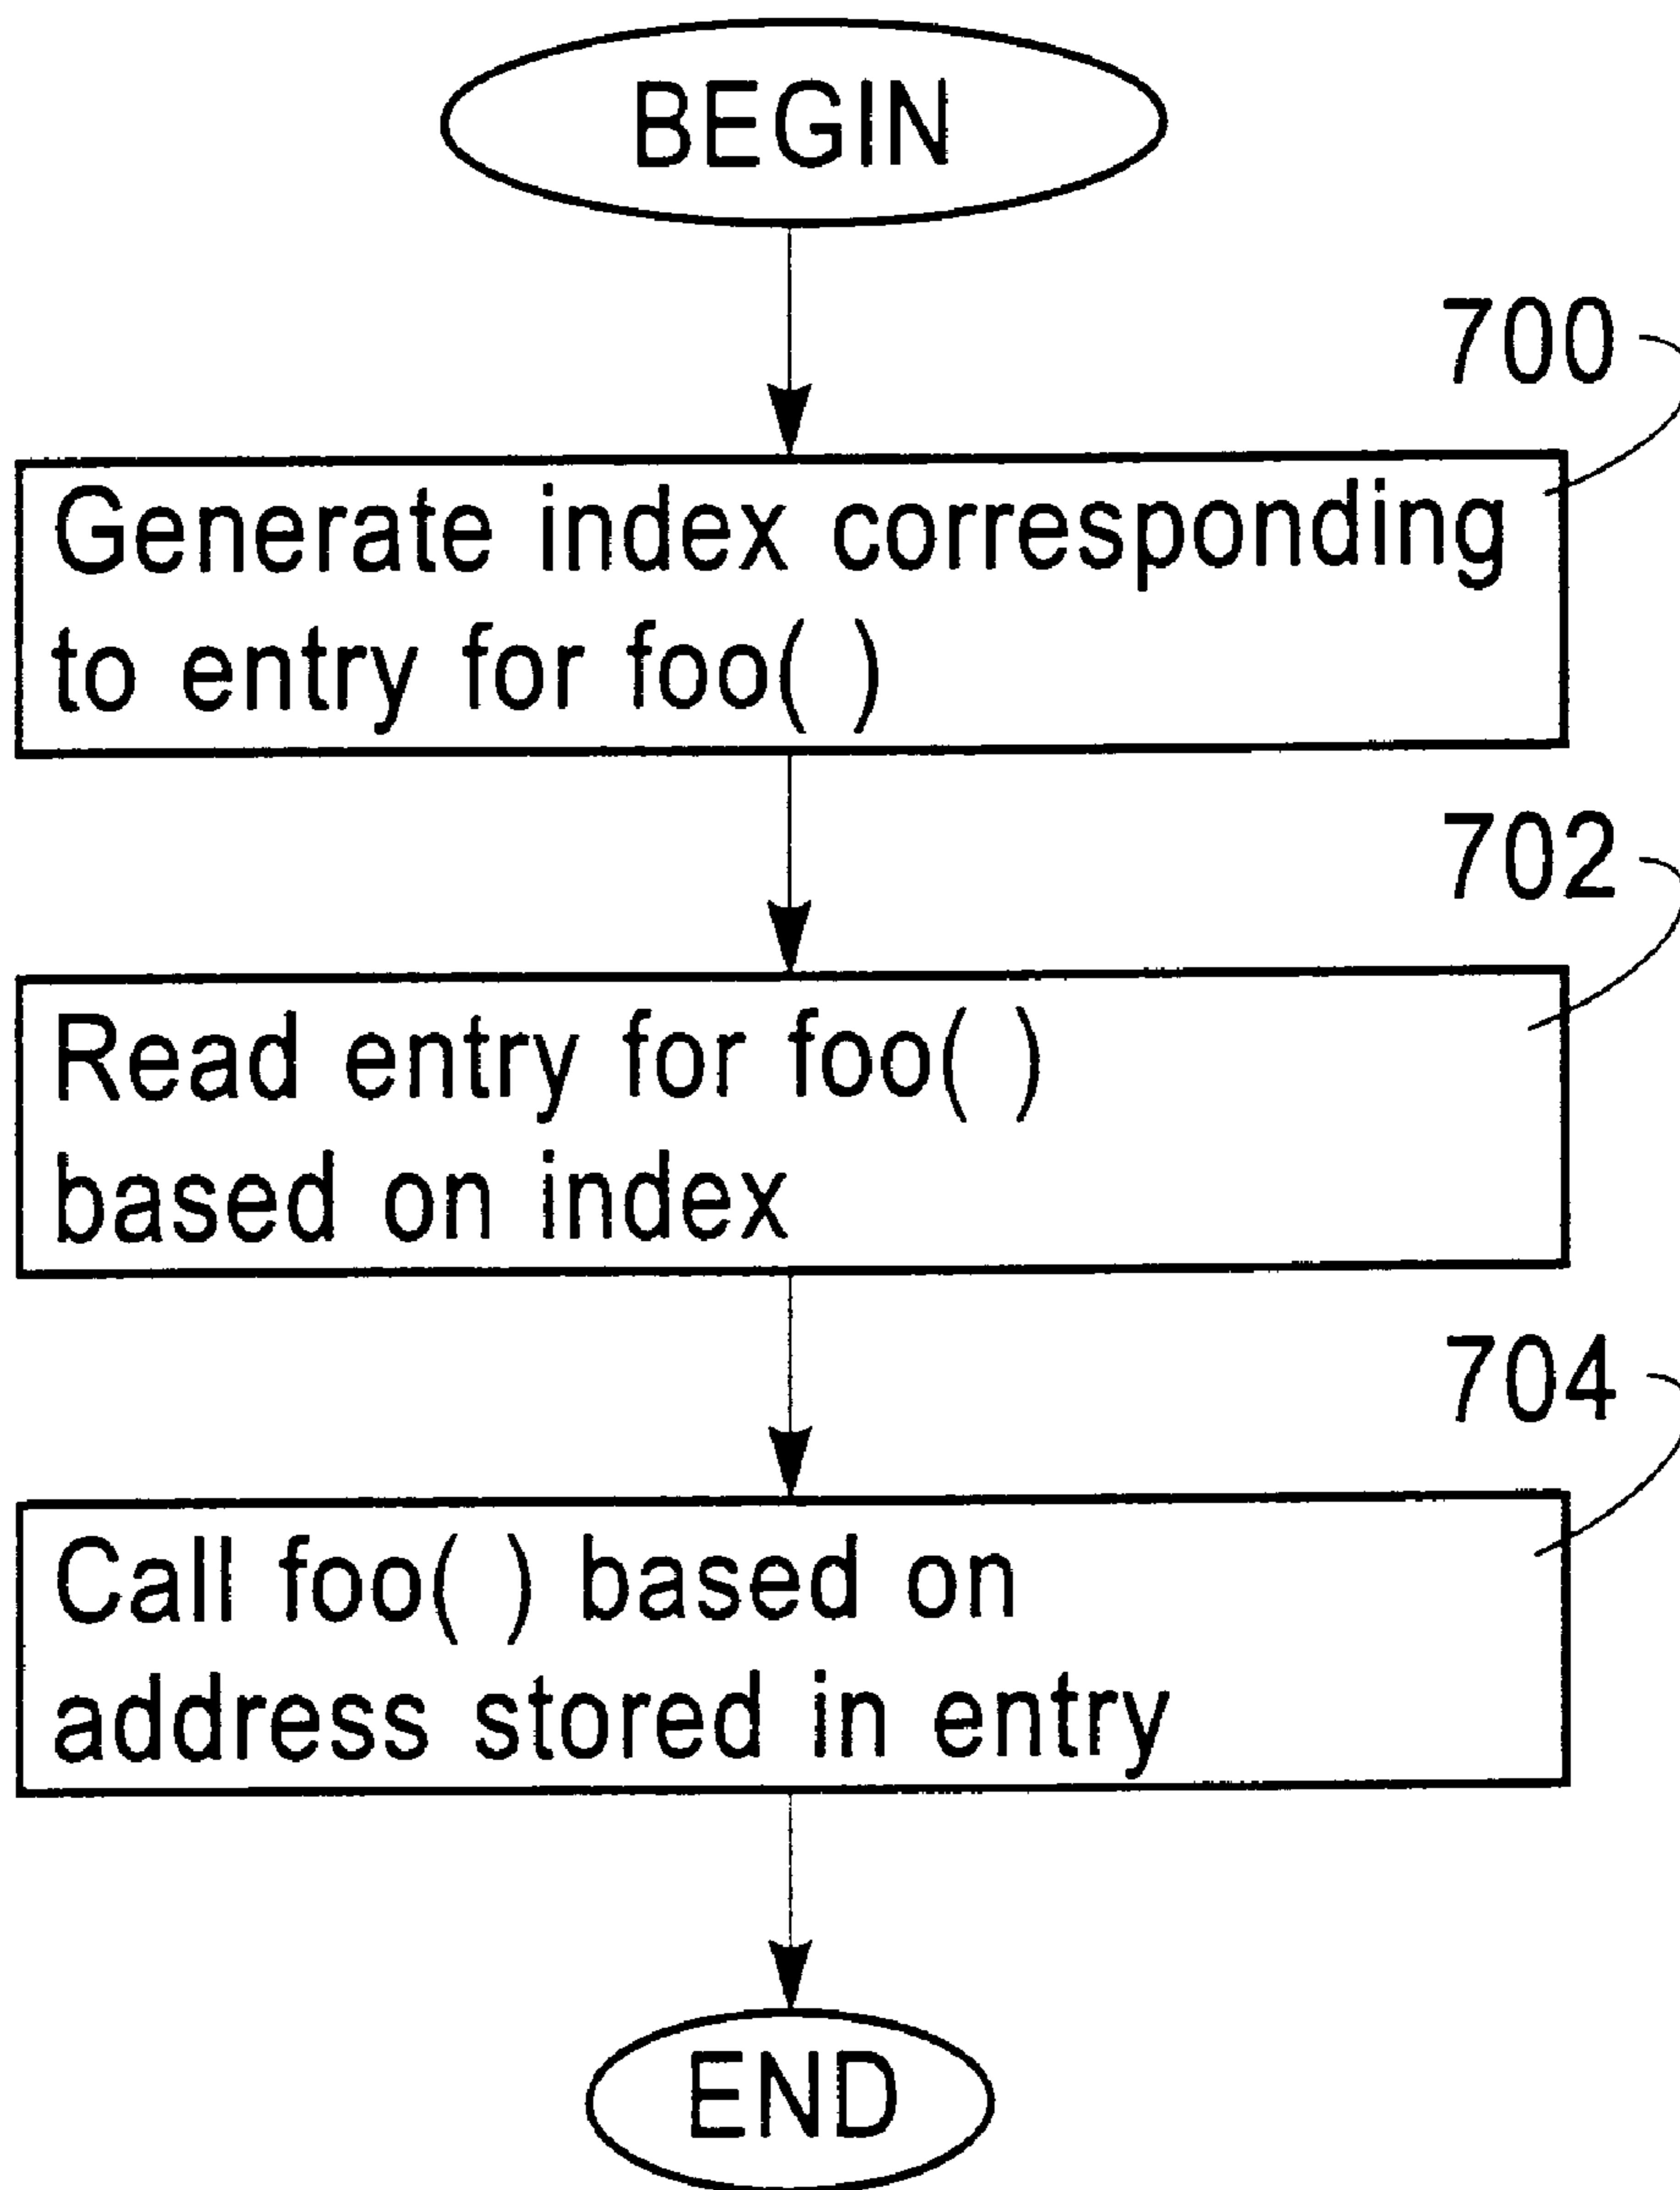 BEGIN
700
Generate index corresponding
to entry for foo( )
702
Read entry for foo( )
based on index
704
Call foo( ) based on
address stored in entry
END